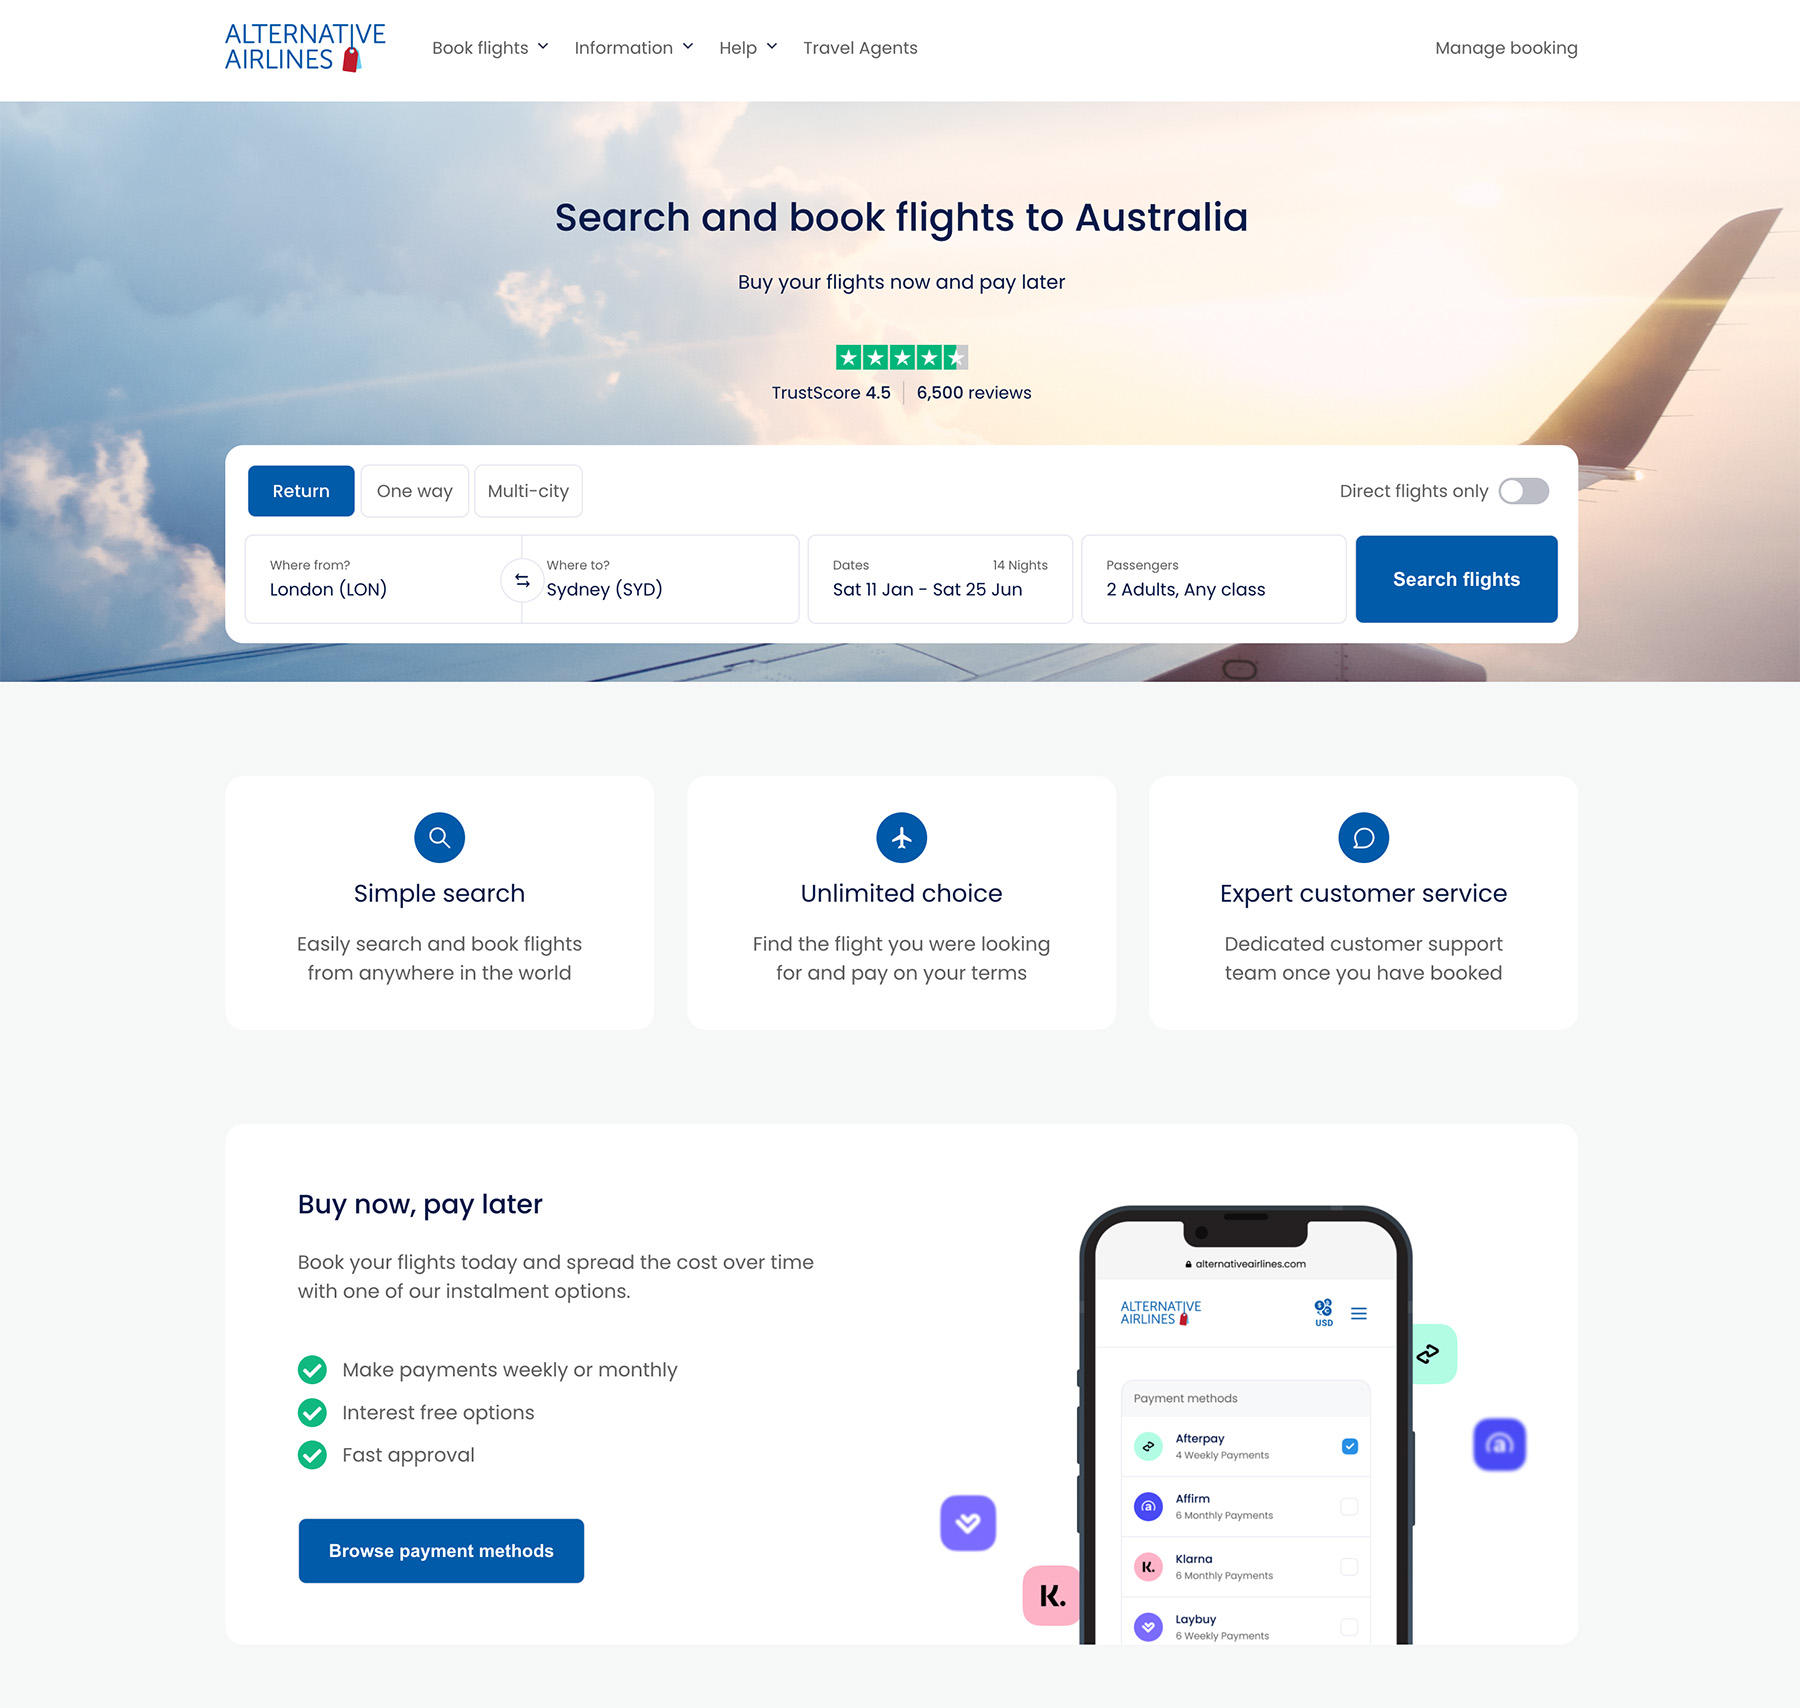 ALTERNATIVE
AIRLINES
Book flights
Information
Help
Travel Agents
Manage booking
Search and book flights to Australia
Buy your flights now and pay later
TrustScore 4.5
6,500 reviews
Return
One way
Multi-city
Direct flights only
Where from?
London (LON)
Where to?
Sydney (SYD)
Dates
14 Nights
Sat 11 Jan - Sat 25 Jun
Passengers
2 Adults, Any class
Search flights
Simple search
Easily search and book flights
from anywhere in the world
Unlimited choice
Find the flight you were looking
for and pay on your terms
Expert customer service
Dedicated customer support
team once you have booked
Buy now, pay later
Book your flights today and spread the cost over time
with one of our instalment options.
Make payments weekly or monthly
Interest free options
Fast approval
Browse payment methods
alternativeairlines.com
ALTERNATIVE
AIRLINES
USD
Payment methods
Afterpay
4 Weekly Payments
a
Affirm
6 Monthly Payments
K.
Klarna
6 Monthly Payments
Laybuy
6 Weekly Payments
a
K.